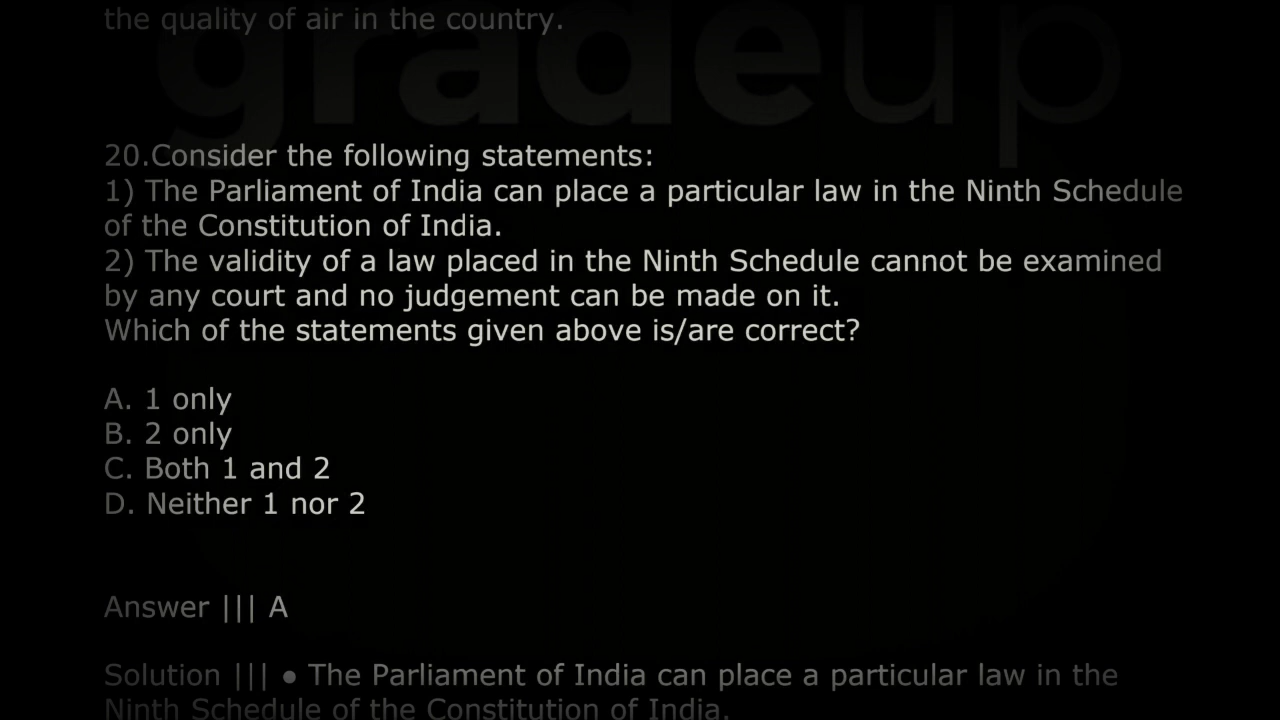 the quality of air in the country.
gradeup
20.Consider the following statements:
1) The Parliament of India can place a particular law in the Ninth Schedule
of the Constitution of India.
2) The validity of a law placed in the Ninth Schedule cannot be examined
by any court and no judgement can be made on it.
Which of the statements given above is/are correct?
A. 1 only
B. 2 only
C. Both 1 and 2
D. Neither 1 nor 2
Answer ||| A
Solution ||| ● The Parliament of India can place a particular law in the
Ninth Schedule of the Constitution of India.